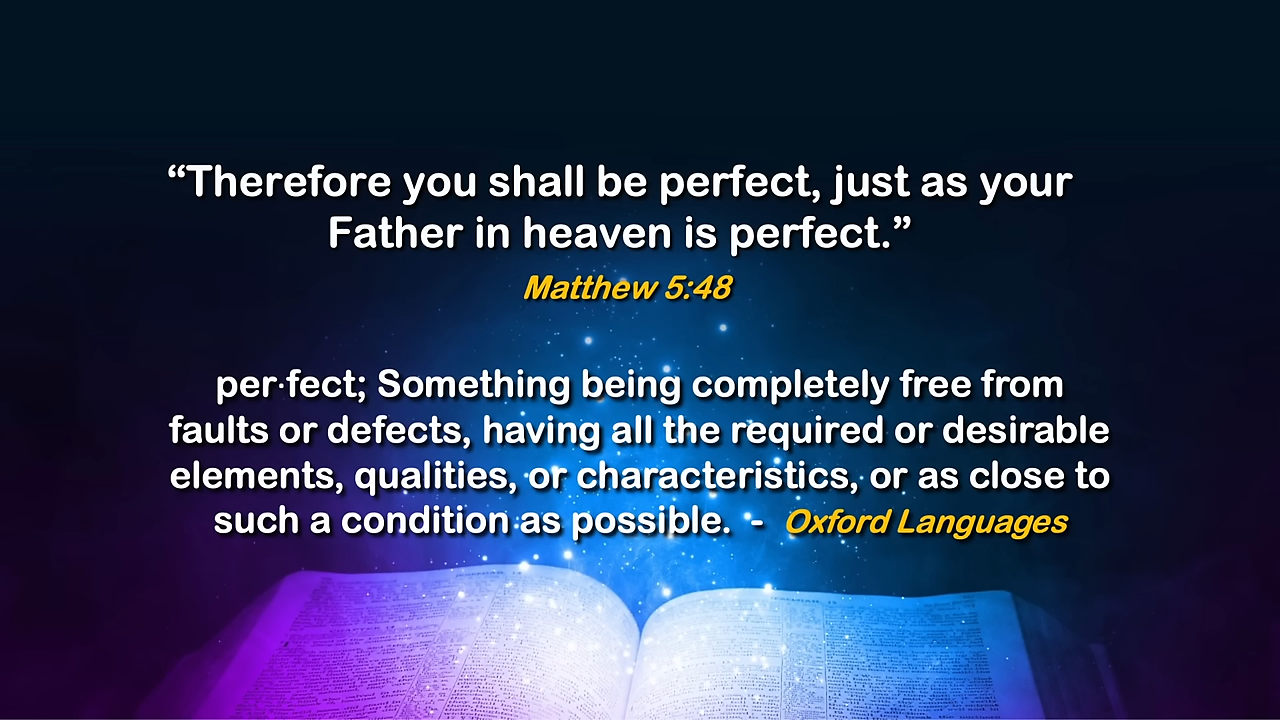 “Therefore you shall be perfect, just as your
Father in heaven is perfect.”
Matthew 5:48
per·fect; Something being completely free from
faults or defects, having all the required or desirable
elements, qualities, or characteristics, or as close to
such a condition as possible. - Oxford Languages